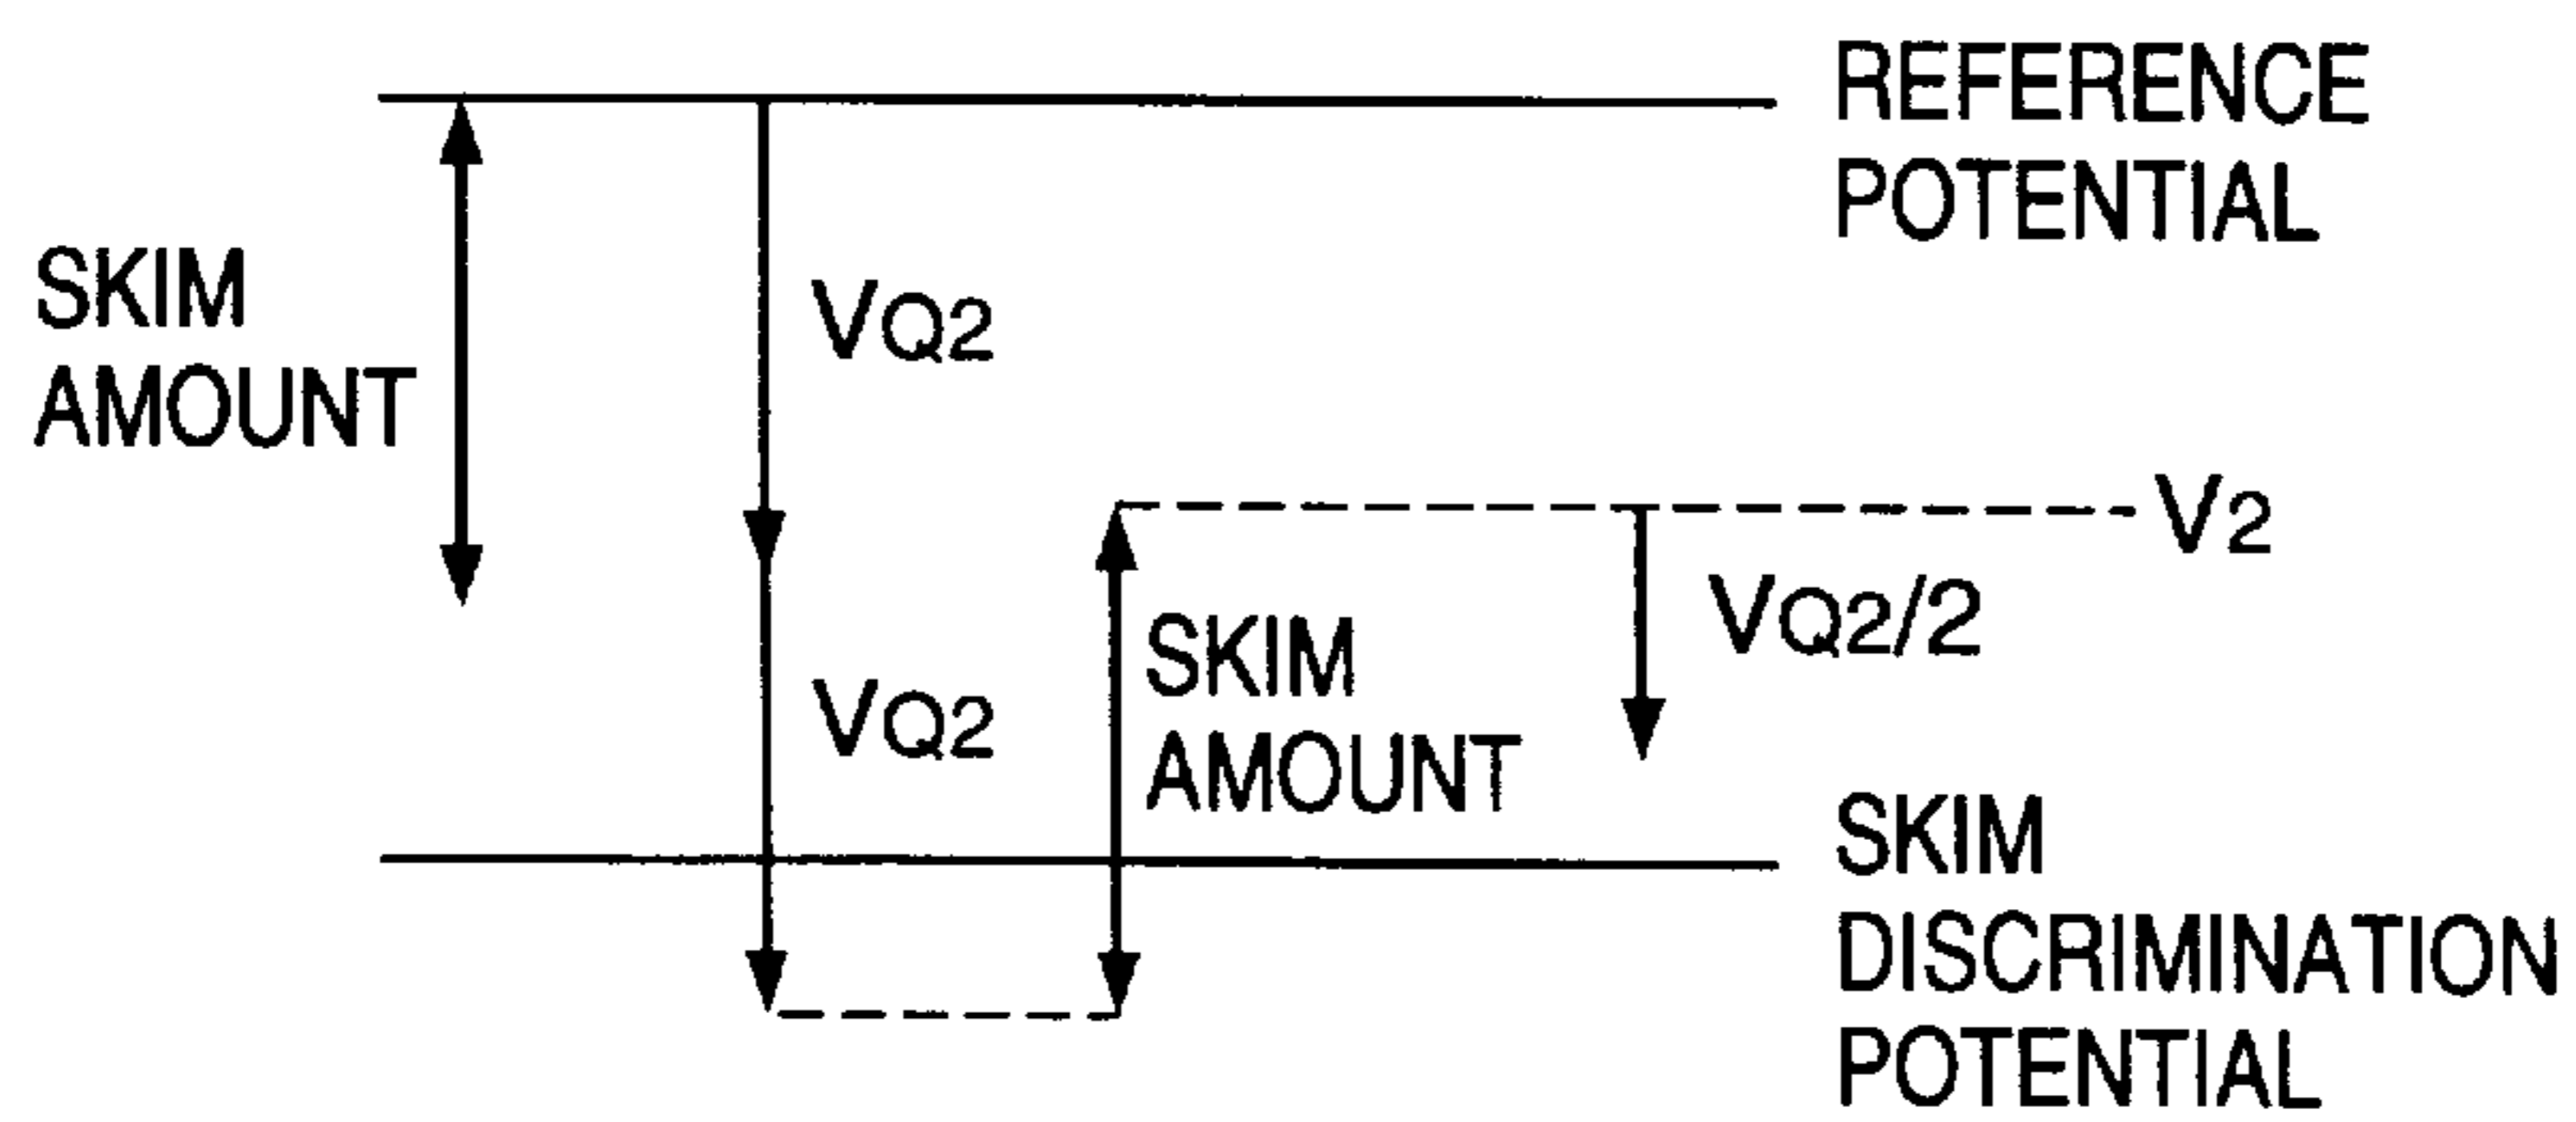 REFERENCE
POTENTIAL
SKIM
AMOUNT
VQ2
V2
VQ2/2
SKIM
AMOUNT
VQ2
SKIM
DISCRIMINATION
POTENTIAL